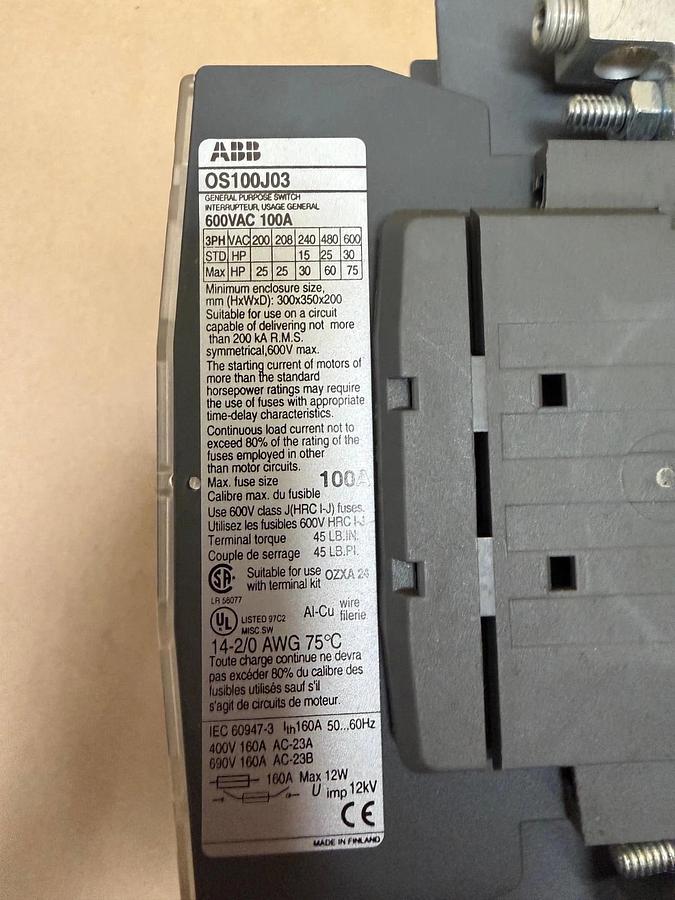 ABB
OS100J03
GENERAL PURPOSE SWITCH
INTERRUPTEUR, USAGE GENERAL
600VAC 100A
3PH VAC 200 208 240 480 600
STD HP 15 25 30
Max HP 25 25 30 60 75
Minimum enclosure size,
mm (HxWxD): 300x350x200
Suitable for use on a circuit
capable of delivering not more
than 200 kA R.M.S.
symmetrical,600V max.
The starting current of motors of
more than the standard
horsepower ratings may require
the use of fuses with appropriate
time-delay characteristics.
Continuous load current not to
exceed 80% of the rating of the
fuses employed in other
than motor circuits.
Max. fuse size 100A
Calibre max. du fusible
Use 600V class J(HRC I-J) fuses.
Utilisez les fusibles 600V HRC I-J
Terminal torque 45 LB.IN.
Couple de serrage 45 LB.PI.
SA Suitable for use OZXA 24
with terminal kit
LR 58077
UL LISTED 97C2 Al-Cu wire
MISC SW filerie
14-2/0 AWG 75°C
Toute charge continue ne devra
pas excéder 80% du calibre des
fusibles utilisés sauf s'il
s'agit de circuits de moteur.
IEC 60947-3 Ith160A 50...60Hz
400V 160A AC-23A
690V 160A AC-23B
160A Max 12W
U imp 12kV
CE
MADE IN FINLAND